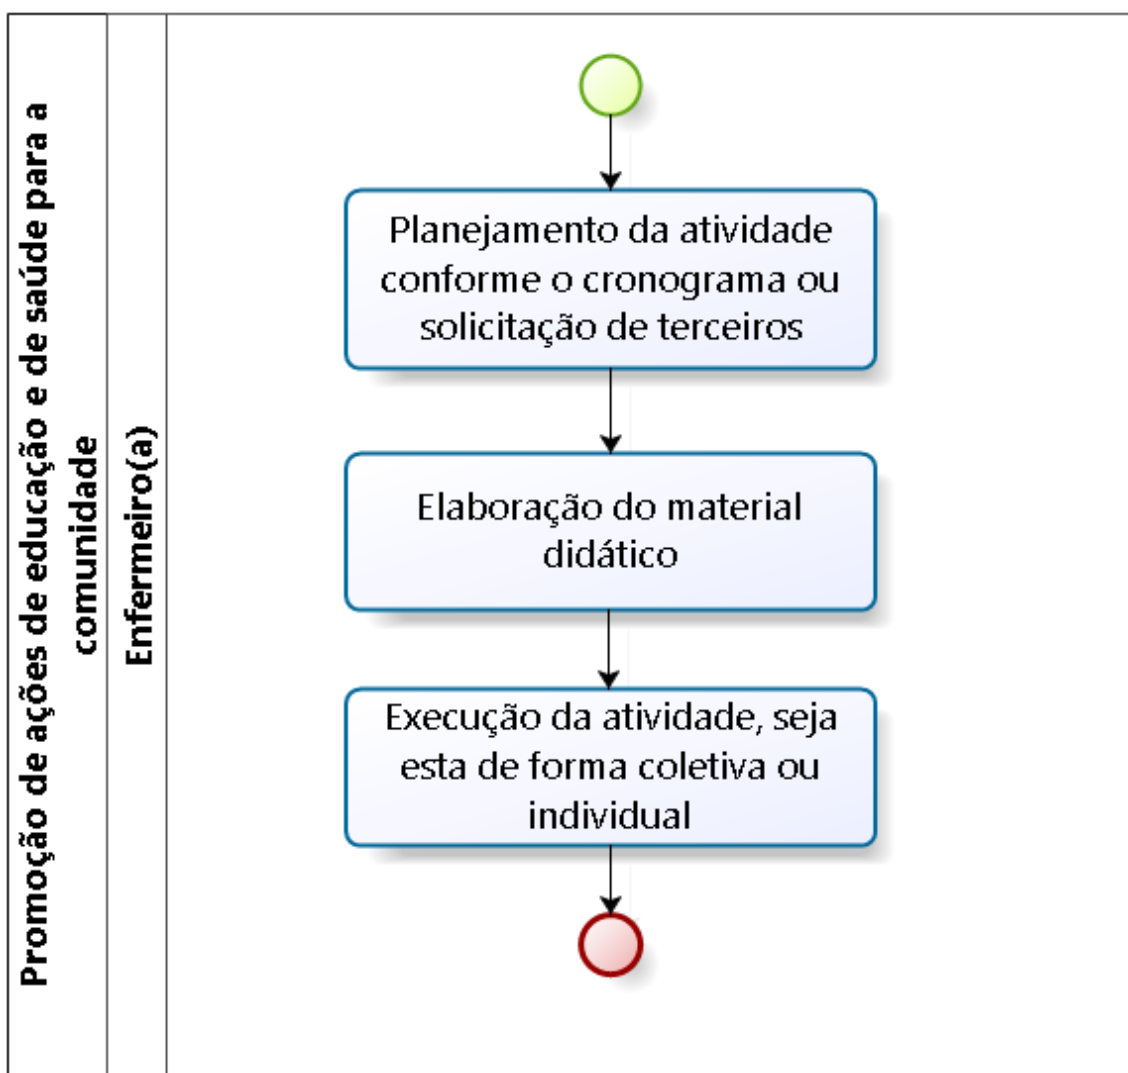 Promoção de ações de educação e de saúde para a
comunidade
Enfermeiro(a)
Planejamento da atividade
conforme o cronograma ou
solicitação de terceiros
Elaboração do material
didático
Execução da atividade, seja
esta de forma coletiva ou
individual